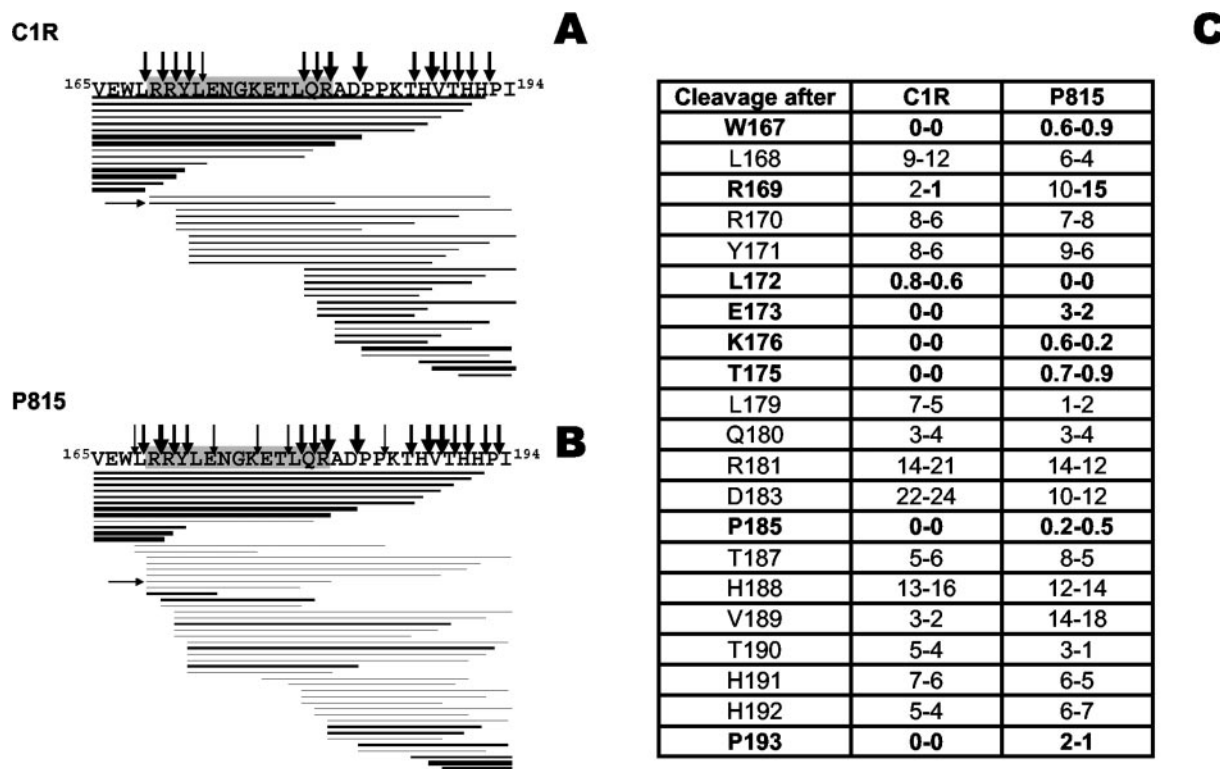 C1R
A
165VEWLRRYLENGKETLQRADPPKTHVTHHPI194
P815
B
165VEWLRRYLENGKETLQRADPPKTHVTHHPI194
C
Cleavage after C1R P815
W167 0-0 0.6-0.9
L168 9-12 6-4
R169 2-1 10-15
R170 8-6 7-8
Y171 8-6 9-6
L172 0.8-0.6 0-0
E173 0-0 3-2
K176 0-0 0.6-0.2
T175 0-0 0.7-0.9
L179 7-5 1-2
Q180 3-4 3-4
R181 14-21 14-12
D183 22-24 10-12
P185 0-0 0.2-0.5
T187 5-6 8-5
H188 13-16 12-14
V189 3-2 14-18
T190 5-4 3-1
H191 7-6 6-5
H192 5-4 6-7
P193 0-0 2-1